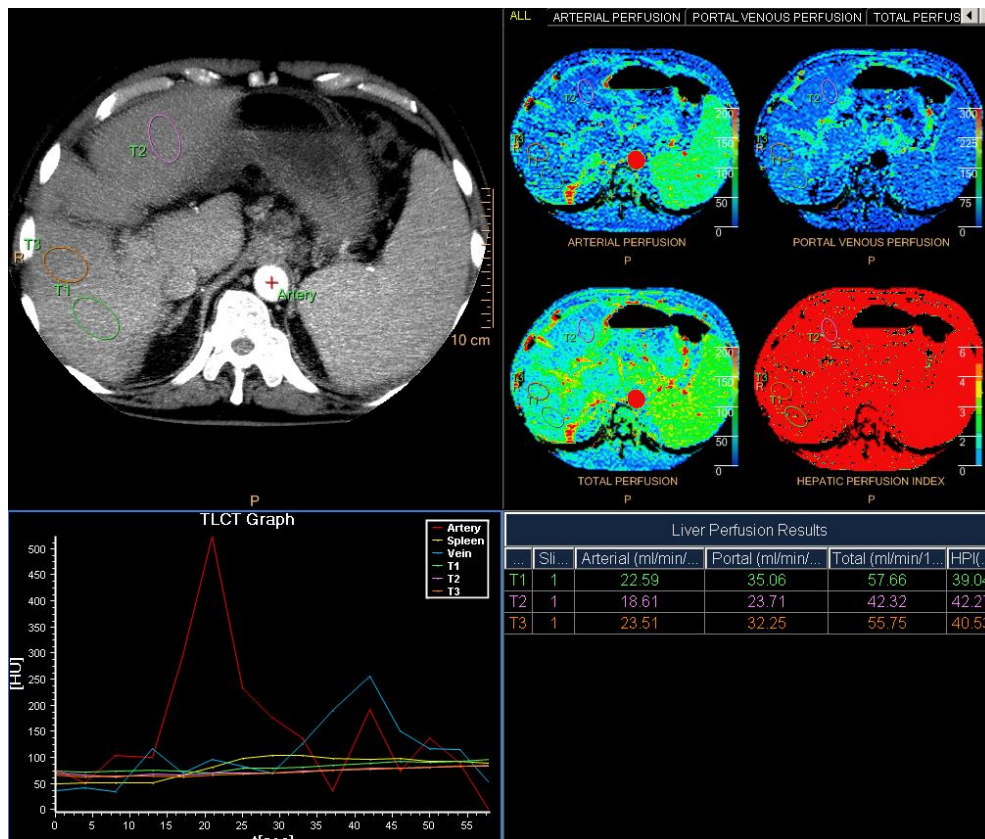 ALL ARTERIAL PERFUSION PORTAL VENOUS PERFUSION TOTAL PERFUS
T2
T3
R
T1
Artery
10 cm
P
T2
T3
R
T1
200
150
100
50
0
ARTERIAL PERFUSION
P
T2
T3
R
T1
300
225
150
75
0
PORTAL VENOUS PERFUSION
P
T2
T3
R
T1
200
150
100
50
0
TOTAL PERFUSION
P
T2
T3
R
T1
6
4
3
2
0
HEPATIC PERFUSION INDEX
P
TLCT Graph
Artery
Spleen
Vein
T1
T2
T3
[HU]
500
450
400
350
300
250
200
150
100
50
0
0 5 10 15 20 25 30 35 40 45 50 55
Liver Perfusion Results
... Sli... Arterial (ml/min/... Portal (ml/min/... Total (ml/min/1... HPI(..
T1 1 22.59 35.06 57.66 39.04
T2 1 18.61 23.71 42.32 42.27
T3 1 23.51 32.25 55.75 40.53